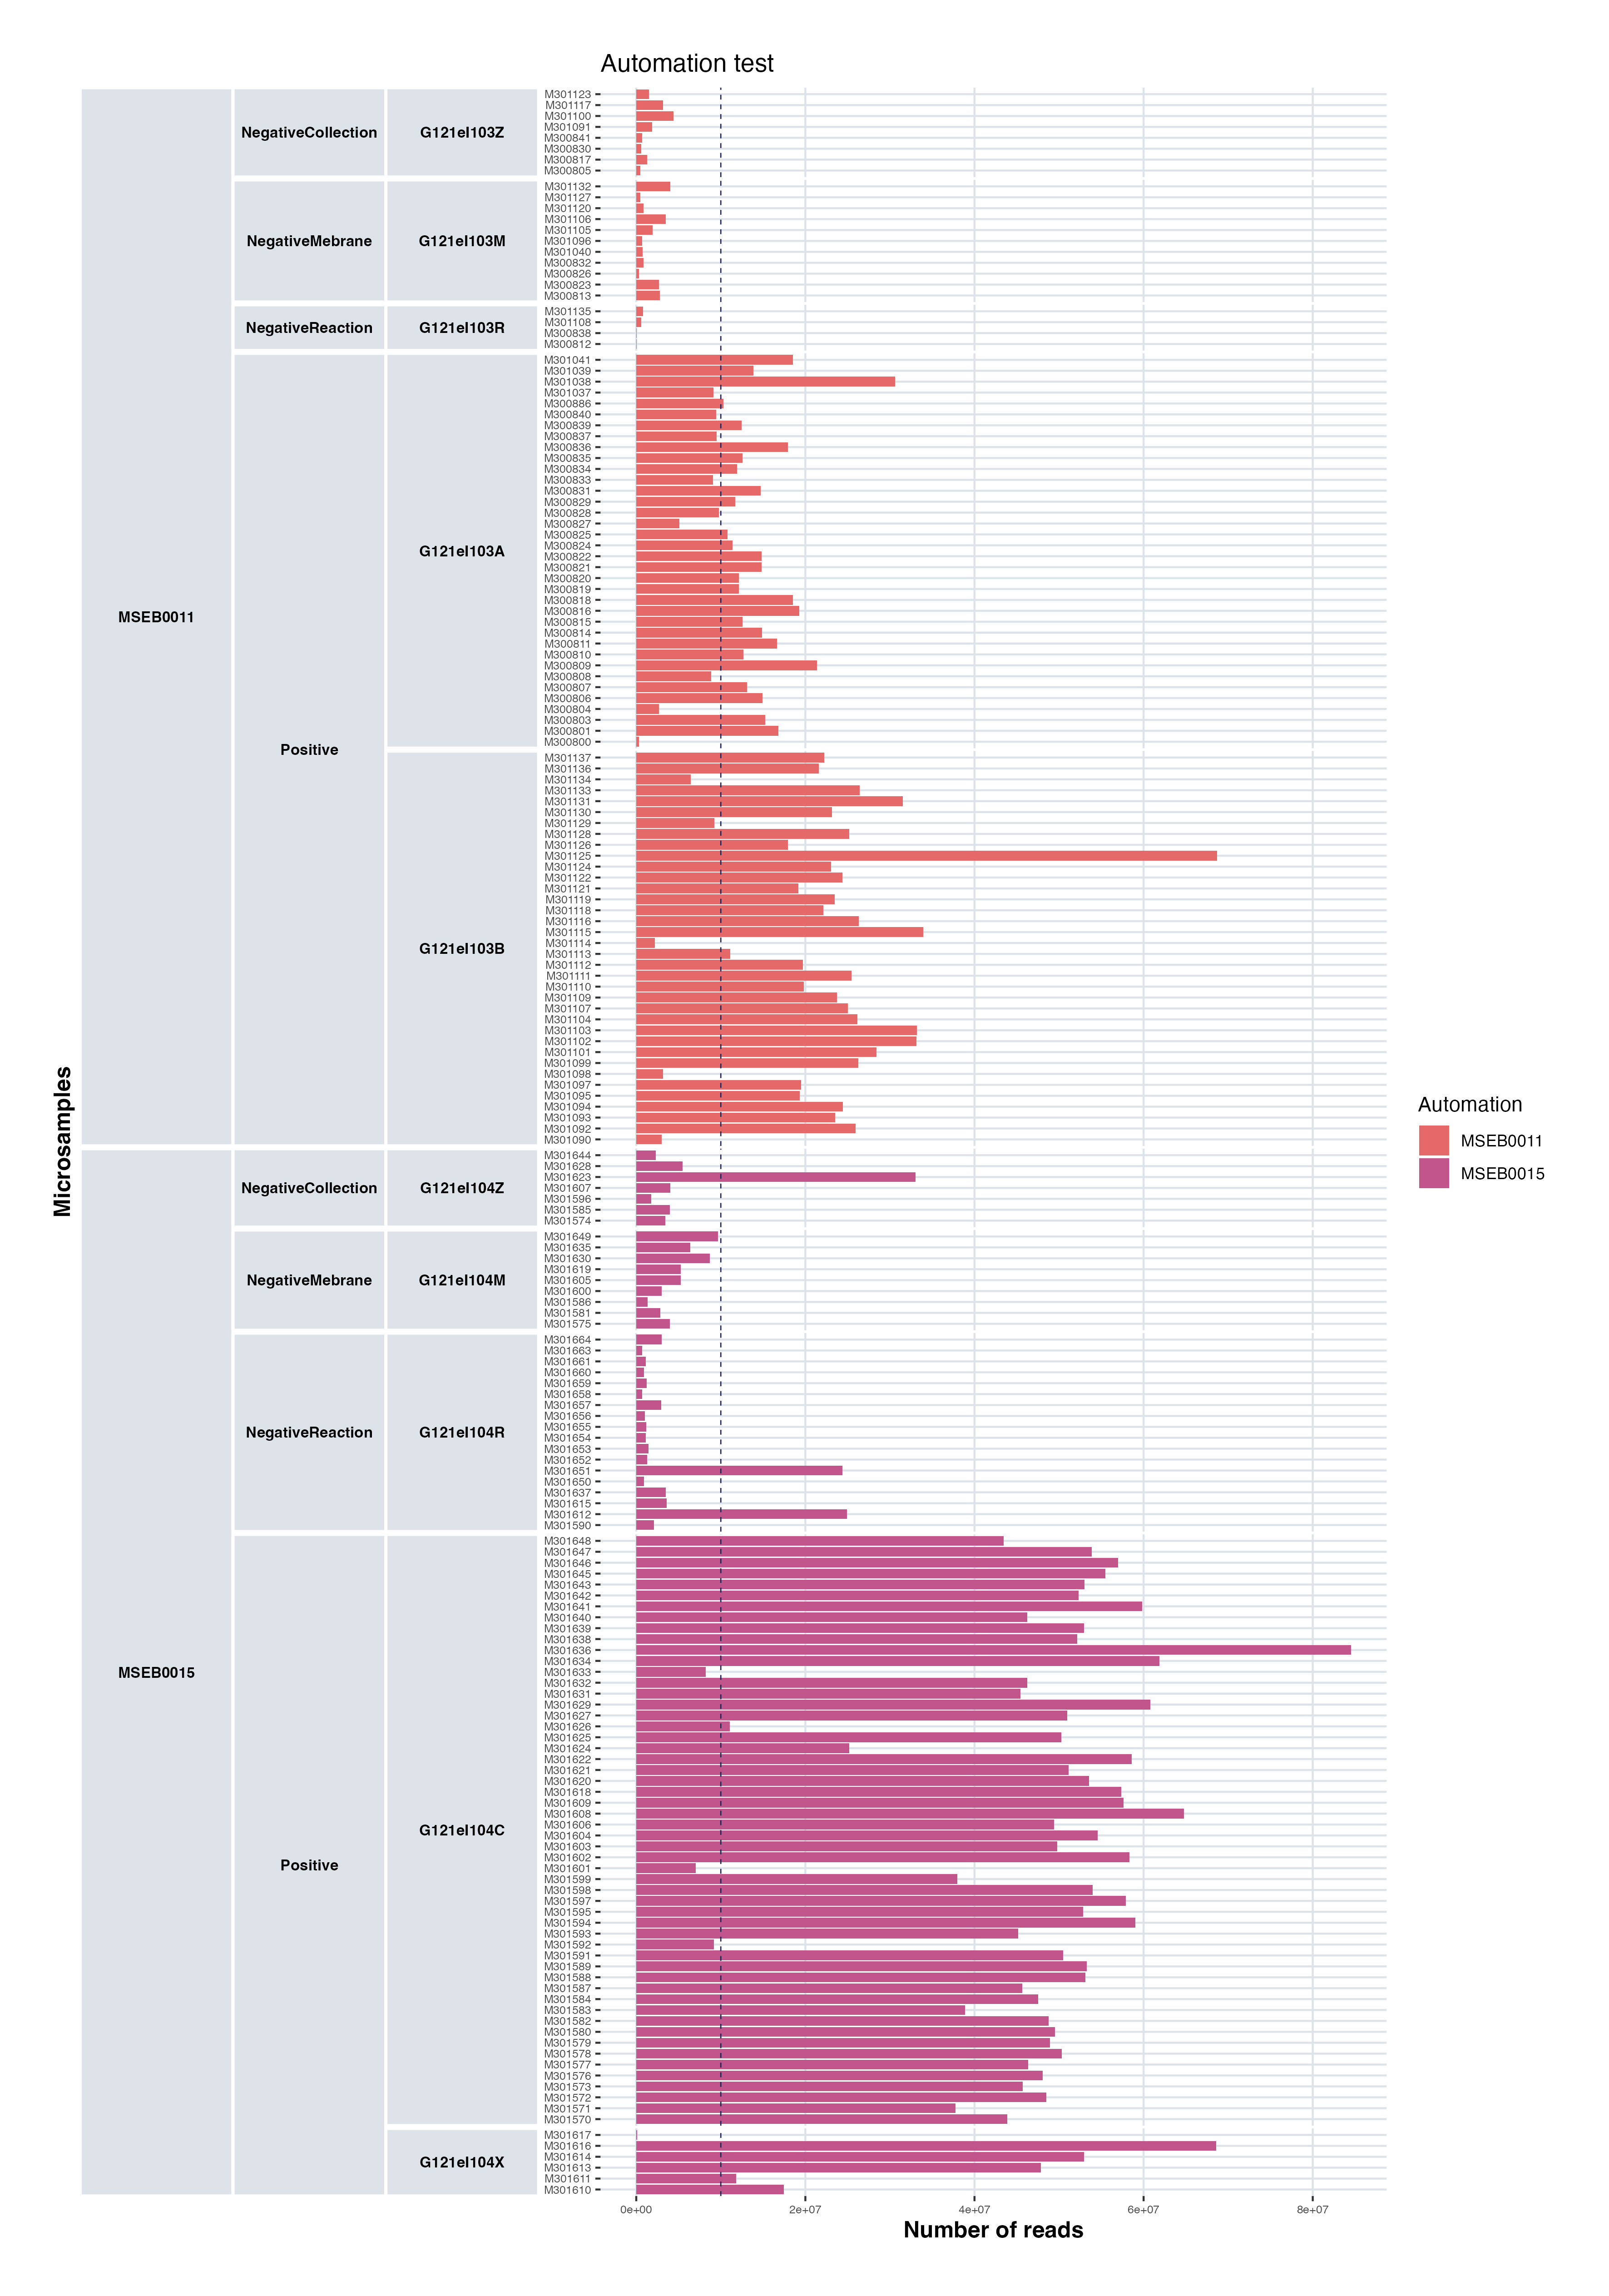 Automation test
Microsamples
MSEB0011
NegativeCollection
G121eI103Z
M301123
M301117
M301100
M301091
M300841
M300830
M300817
M300805
NegativeMebrane
G121eI103M
M301132
M301127
M301120
M301106
M301105
M301096
M301040
M300832
M300826
M300823
M300813
NegativeReaction
G121eI103R
M301135
M301108
M300838
M300812
Positive
G121eI103A
M301041
M301039
M301038
M301037
M300886
M300840
M300839
M300837
M300836
M300835
M300834
M300833
M300831
M300829
M300828
M300827
M300825
M300824
M300822
M300821
M300820
M300819
M300818
M300816
M300815
M300814
M300811
M300810
M300809
M300808
M300807
M300806
M300804
M300803
M300801
M300800
G121eI103B
M301137
M301136
M301134
M301133
M301131
M301130
M301129
M301128
M301126
M301125
M301124
M301122
M301121
M301119
M301118
M301116
M301115
M301114
M301113
M301112
M301111
M301110
M301109
M301107
M301104
M301103
M301102
M301101
M301099
M301098
M301097
M301095
M301094
M301093
M301092
M301090
MSEB0015
NegativeCollection
G121eI104Z
M301644
M301628
M301623
M301607
M301596
M301585
M301574
NegativeMebrane
G121eI104M
M301649
M301635
M301630
M301619
M301605
M301600
M301586
M301581
M301575
NegativeReaction
G121eI104R
M301664
M301663
M301661
M301660
M301659
M301658
M301657
M301656
M301655
M301654
M301653
M301652
M301651
M301650
M301637
M301615
M301612
M301590
Positive
G121eI104C
M301648
M301647
M301646
M301645
M301643
M301642
M301641
M301640
M301639
M301638
M301636
M301634
M301633
M301632
M301631
M301629
M301627
M301626
M301625
M301624
M301622
M301621
M301620
M301618
M301609
M301608
M301606
M301604
M301603
M301602
M301601
M301599
M301598
M301597
M301595
M301594
M301593
M301592
M301591
M301589
M301588
M301587
M301584
M301583
M301582
M301580
M301579
M301578
M301577
M301576
M301573
M301572
M301571
M301570
G121eI104X
M301617
M301616
M301614
M301613
M301611
M301610
0e+00
2e+07
4e+07
6e+07
8e+07
Number of reads
Automation
MSEB0011
MSEB0015